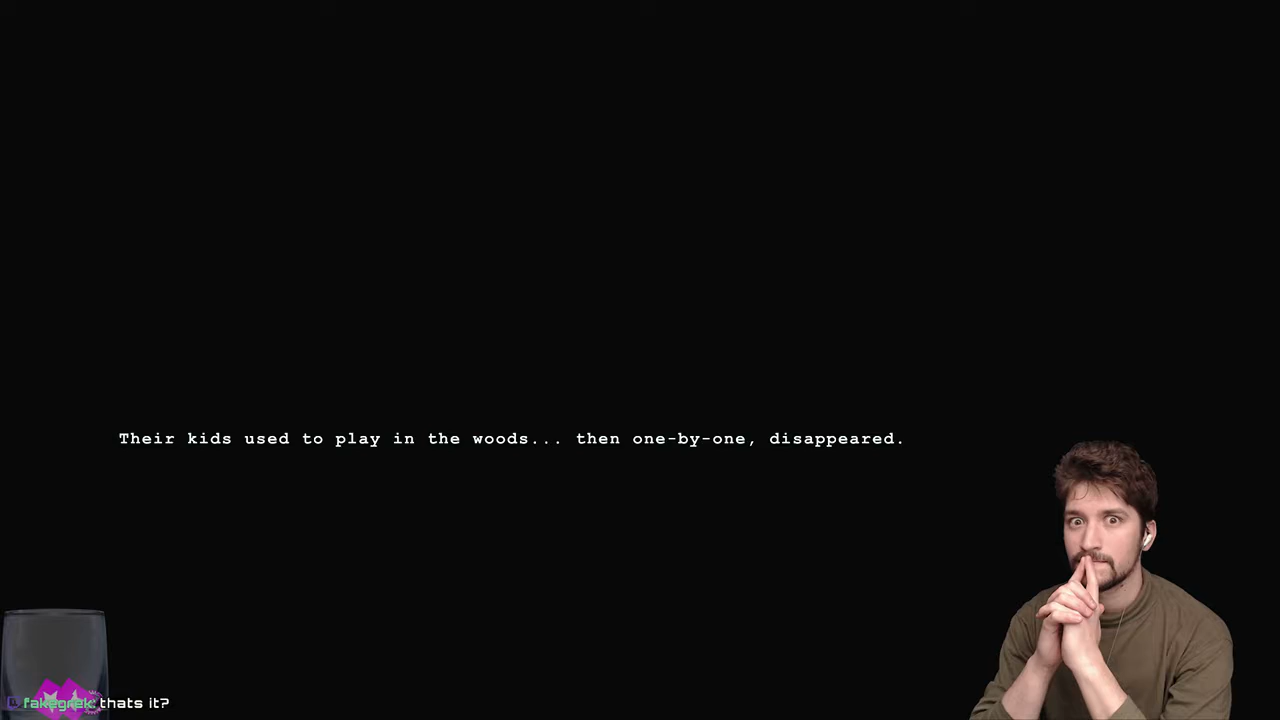 Their kids used to play in the woods... then one-by-one, disappeared.
fakegrek: thats it?